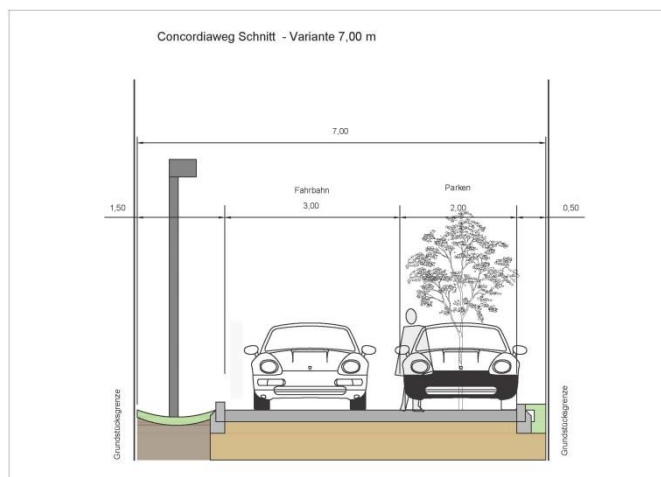 Concordiaweg Schnitt - Variante 7,00 m
7,00
Fahrbahn
Parken
1,50
3,00
2,00
0,50
Grundstücksgrenze
Grundstücksgrenze